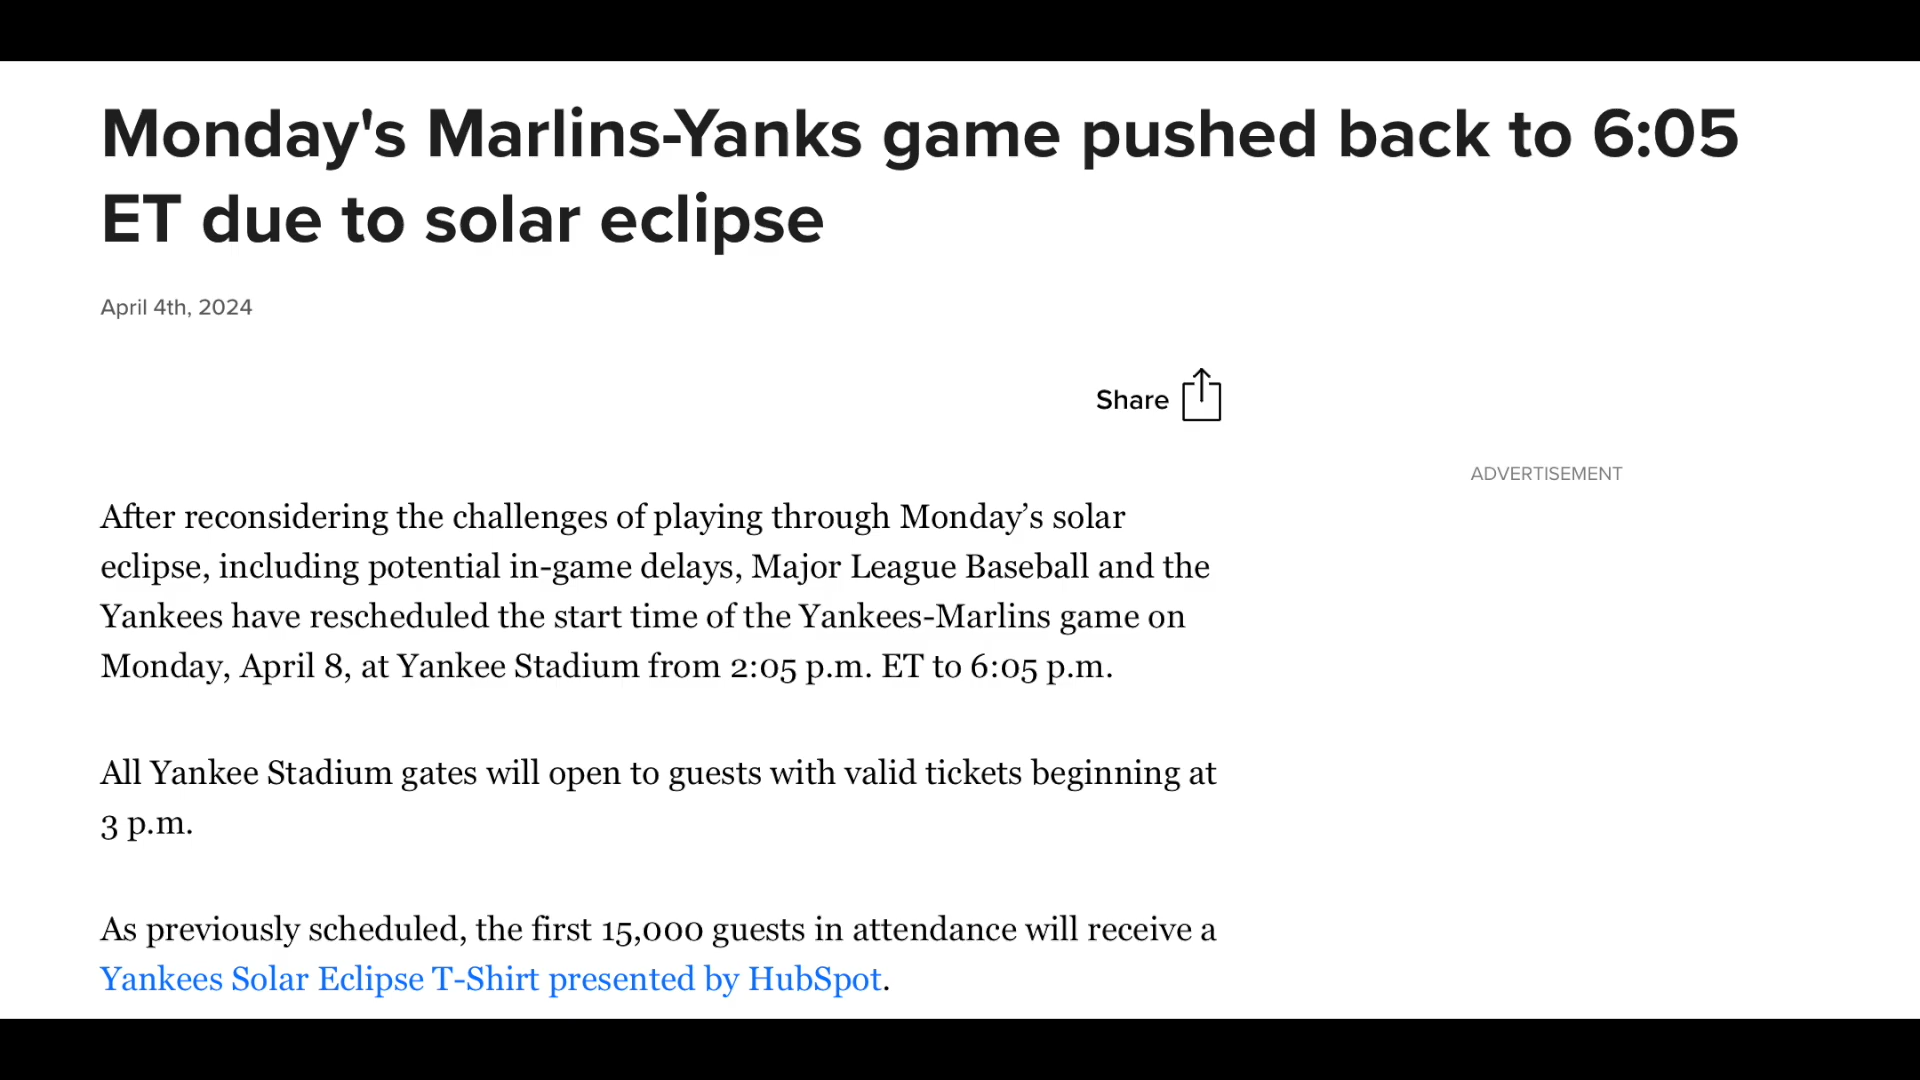 Monday's Marlins-Yanks game pushed back to 6:05
ET due to solar eclipse
April 4th, 2024
Share
ADVERTISEMENT
After reconsidering the challenges of playing through Monday’s solar
eclipse, including potential in-game delays, Major League Baseball and the
Yankees have rescheduled the start time of the Yankees-Marlins game on
Monday, April 8, at Yankee Stadium from 2:05 p.m. ET to 6:05 p.m.
All Yankee Stadium gates will open to guests with valid tickets beginning at
3 p.m.
As previously scheduled, the first 15,000 guests in attendance will receive a
Yankees Solar Eclipse T-Shirt presented by HubSpot.